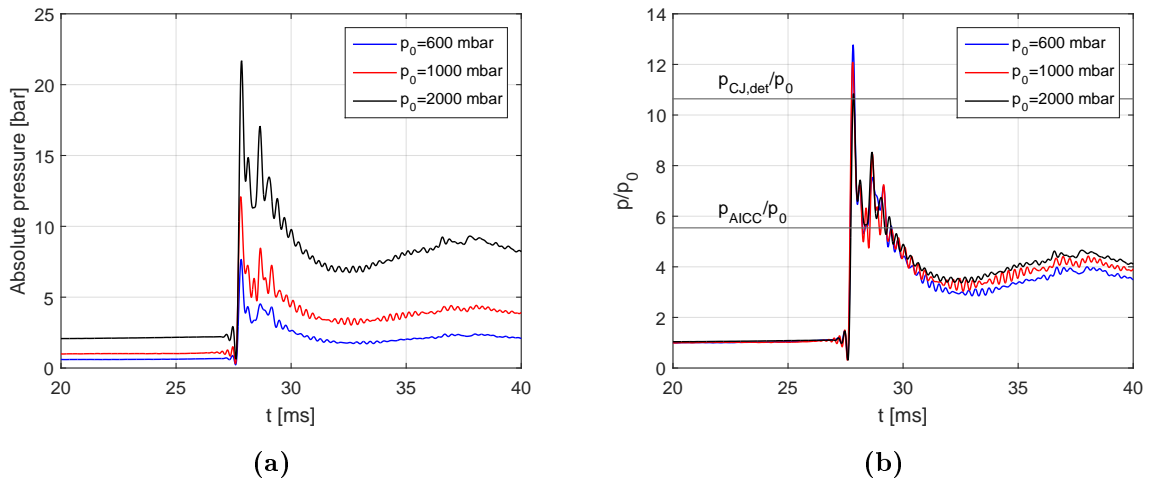 25
20
15
10
5
0
Absolute pressure [bar]
p0=600 mbar
p0=1000 mbar
p0=2000 mbar
20 25 30 35 40
t [ms]
(a)
14
12
10
8
6
4
2
0
p/p0
pCJ,det/p0
pAICC/p0
p0=600 mbar
p0=1000 mbar
p0=2000 mbar
20 25 30 35 40
t [ms]
(b)